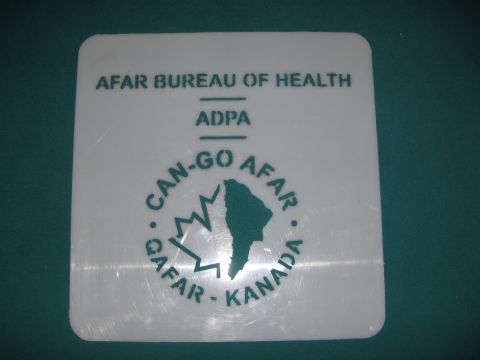 AFAR BUREAU OF HEALTH
ADPA
CAN-GO AFAR
QAFAR - KANADA